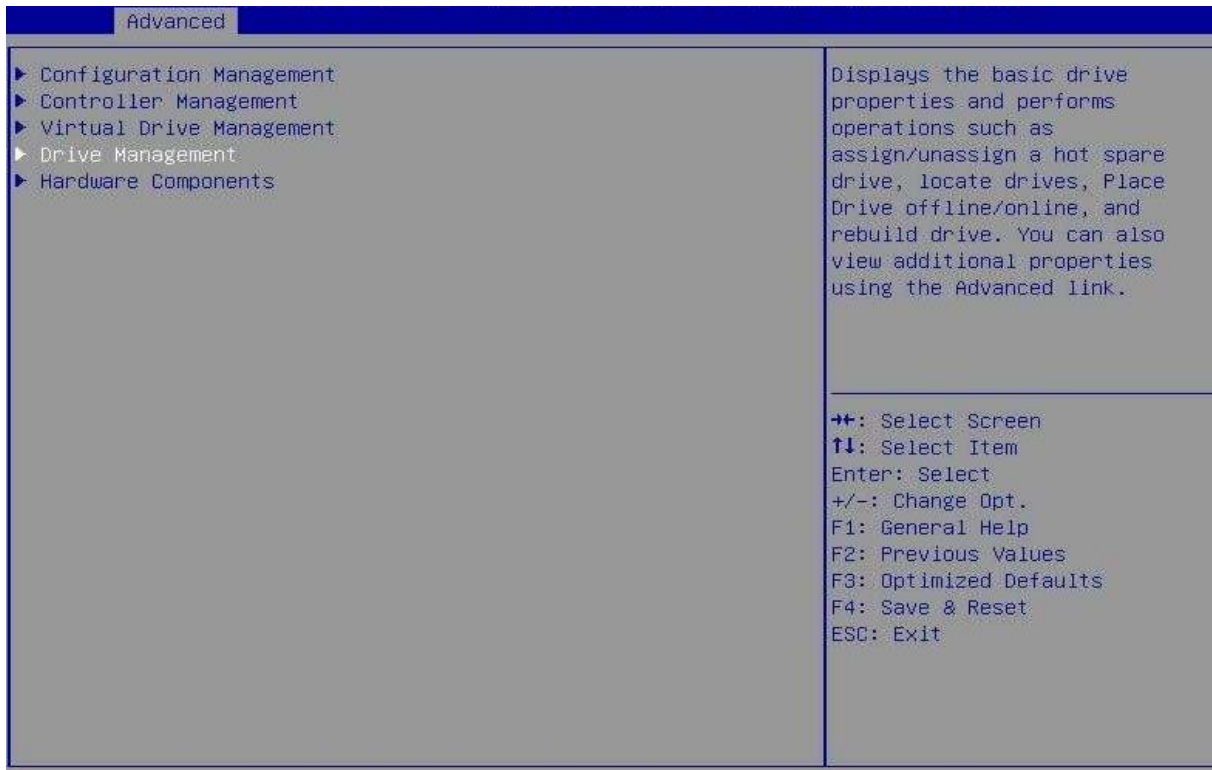 Advanced
▶ Configuration Management
▶ Controller Management
▶ Virtual Drive Management
▶ Drive Management
▶ Hardware Components
Displays the basic drive
properties and performs
operations such as
assign/unassign a hot spare
drive, locate drives, Place
Drive offline/online, and
rebuild drive. You can also
view additional properties
using the Advanced link.
→←: Select Screen
↑↓: Select Item
Enter: Select
+/-: Change Opt.
F1: General Help
F2: Previous Values
F3: Optimized Defaults
F4: Save & Reset
ESC: Exit